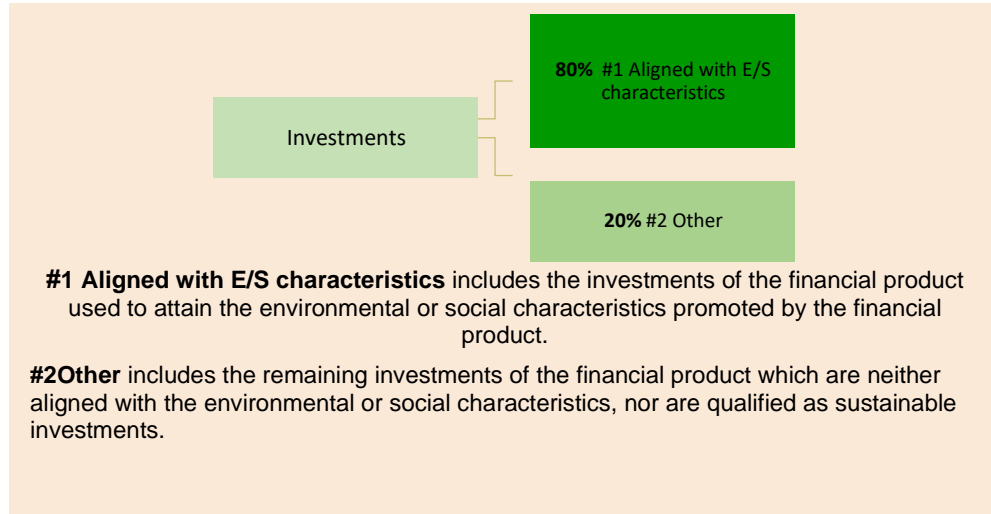 80% #1 Aligned with E/S
characteristics
Investments
20% #2 Other
#1 Aligned with E/S characteristics includes the investments of the financial product
used to attain the environmental or social characteristics promoted by the financial
product.
#2Other includes the remaining investments of the financial product which are neither
aligned with the environmental or social characteristics, nor are qualified as sustainable
investments.